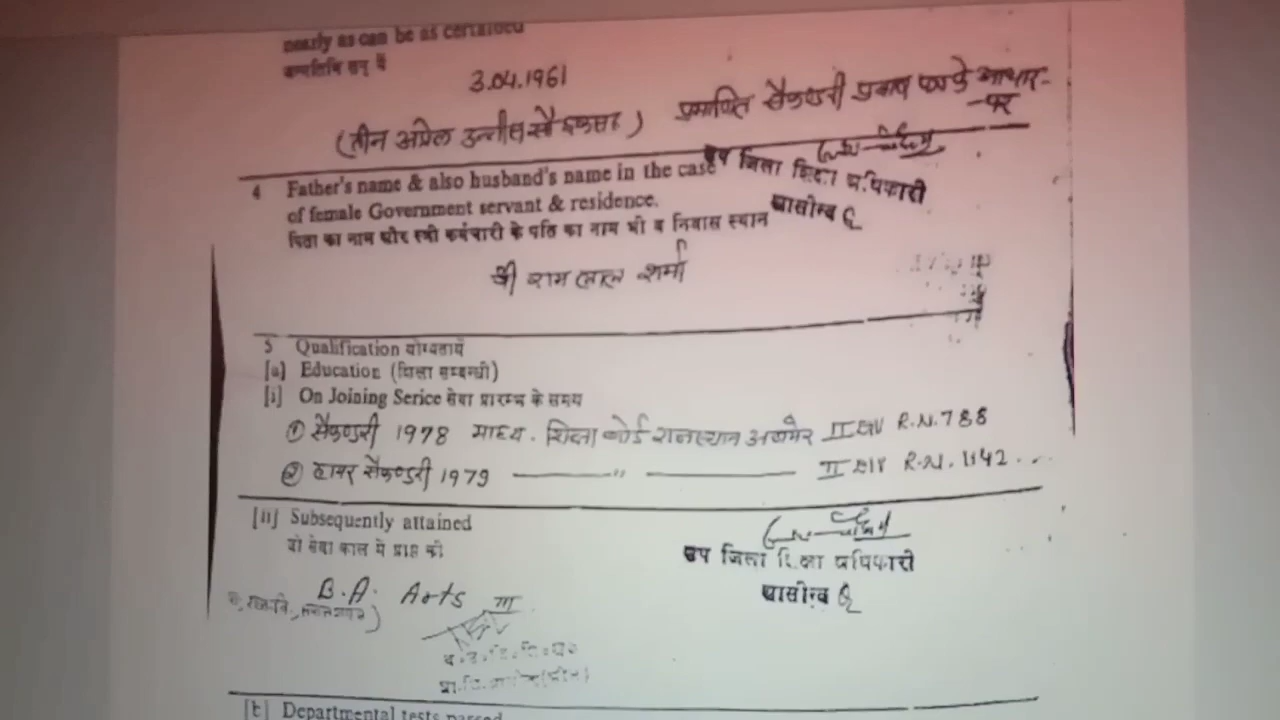 nearly as can be as certained
जन्मतिथि सन् में
3.04.1961
(तीन अप्रेल उन्नीस सौ इकसठ) प्रमाणित सैकण्डरी प्रमाण पत्र के आधार-
-पर
4 Father's name & also husband's name in the case
of female Government servant & residence.
पिता का नाम और स्त्री कर्मचारी के पति का नाम भी व निवास स्थान
उप जिला शिक्षा अधिकारी
श्री राम लाल शर्मा
5 Qualification योग्यतायें
[a] Education (शिक्षा सम्बन्धी)
[i] On Joining Serice सेवा प्रारम्भ के समय
① सैकण्डरी 1978 माध्य. शिक्षा बोर्ड राजस्थान अजमेर II DIV R.N. 788
② हायर सैकण्डरी 1979 —"— II DIV R.N. 1142
[ii] Subsequently attained
जो सेवा काल में प्राप्त की
उप जिला शिक्षा अधिकारी
B.A. Arts III
[b] Departmental tests passed